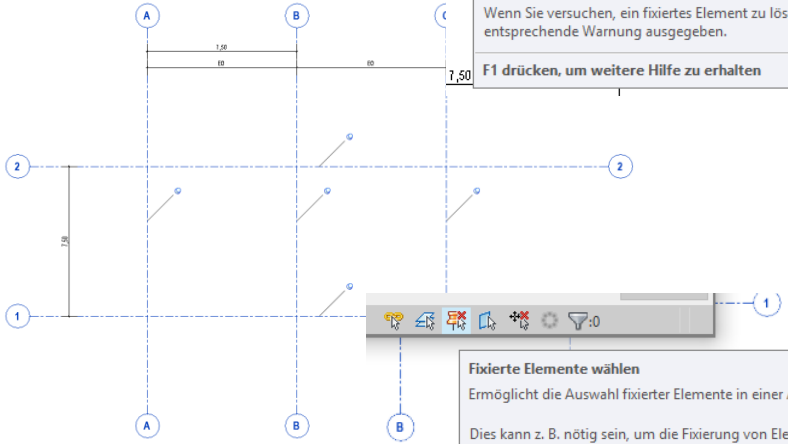 A
B
Wenn Sie versuchen, ein fixiertes Element zu
entsprechende Warnung ausgegeben.
F1 drücken, um weitere Hilfe zu erhalten
7,50
EQ
EQ
7,50
2
2
7,50
1
1
:0
Fixierte Elemente wählen
Ermöglicht die Auswahl fixierter Elemente in einer
Dies kann z. B. nötig sein, um die Fixierung von
A
B
B